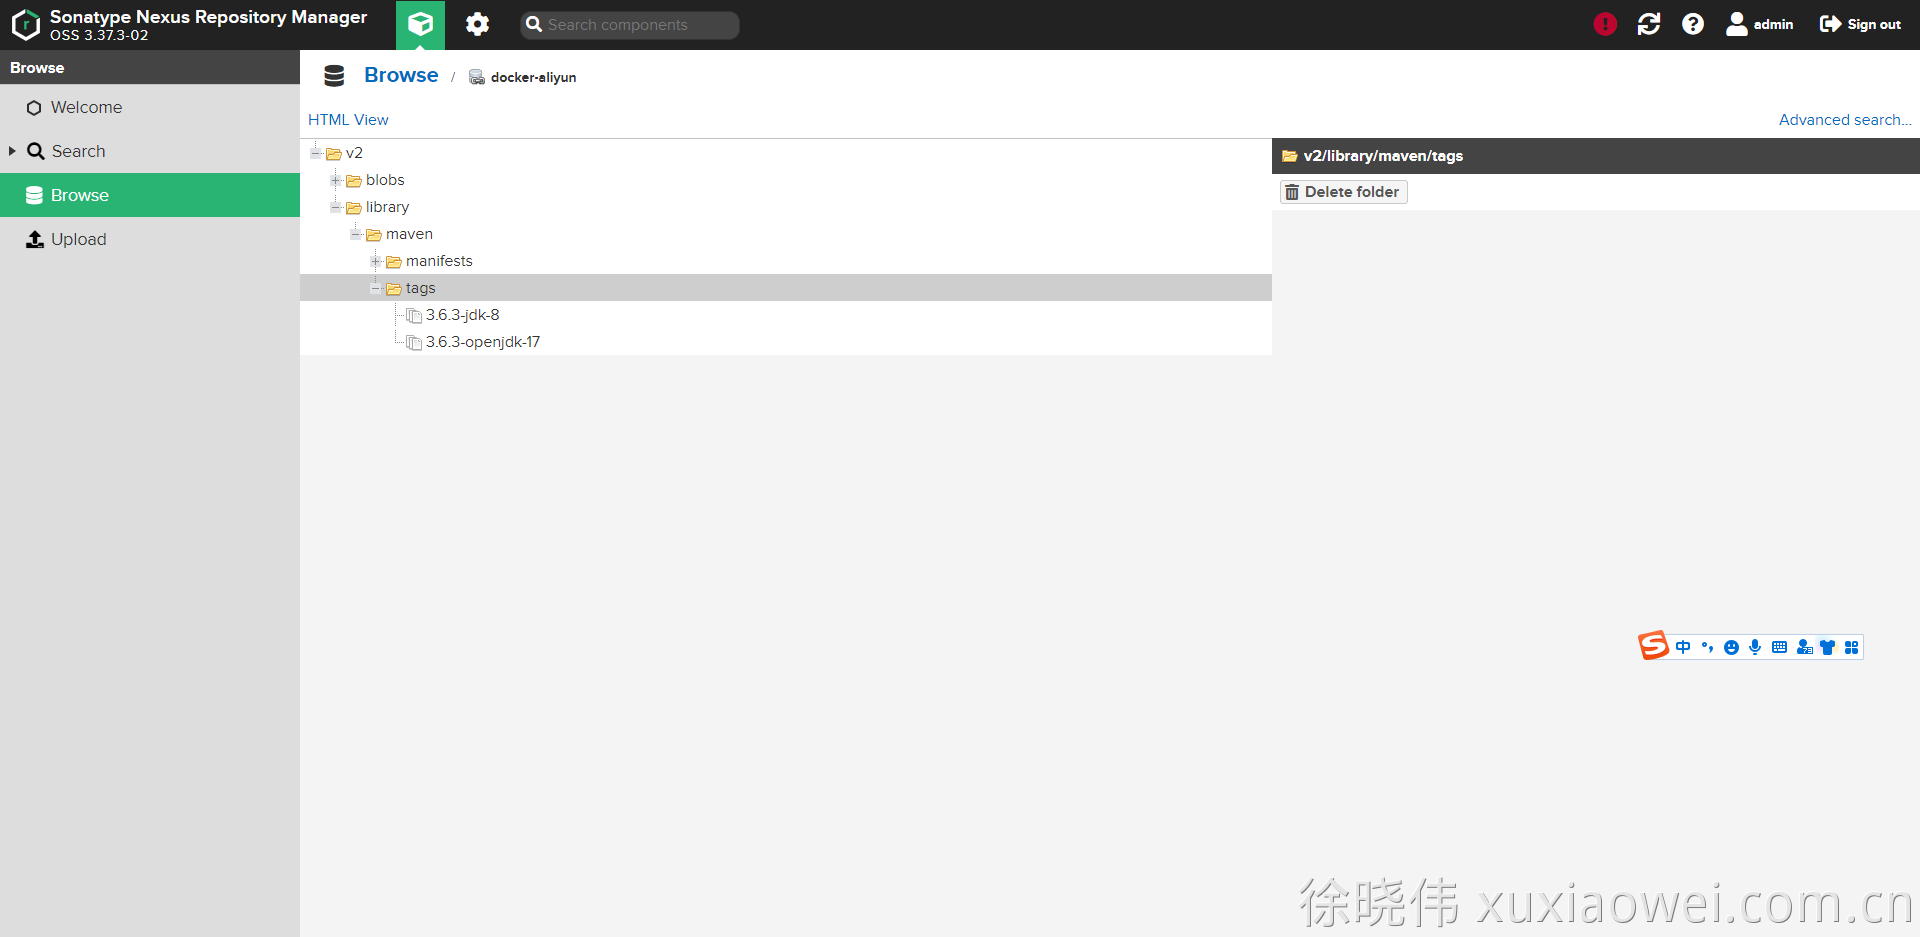 Sonatype Nexus Repository Manager
OSS 3.37.3-02
Search components
admin
Sign out
Browse
Welcome
Search
Browse
Upload
Browse / docker-aliyun
HTML View
Advanced search...
v2
blobs
library
maven
manifests
tags
3.6.3-jdk-8
3.6.3-openjdk-17
v2/library/maven/tags
Delete folder
中
徐晓伟 xuxiaowei.com.cn